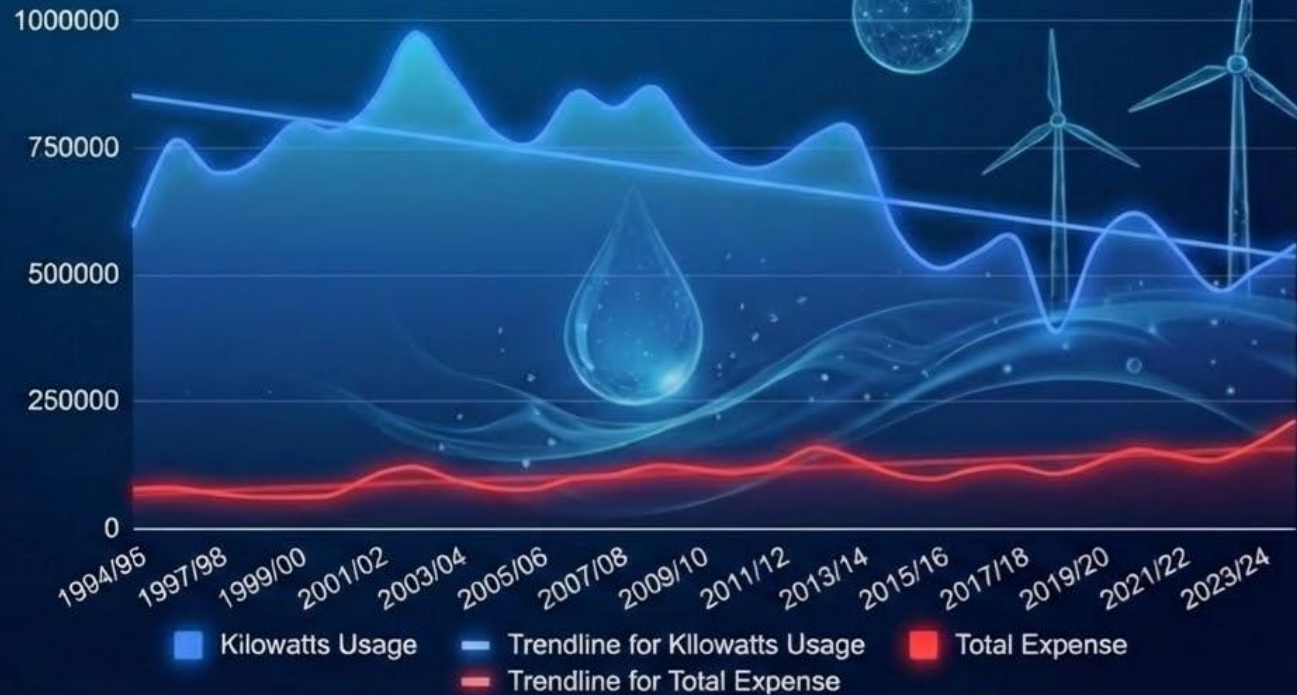 1000000
750000
500000
250000
0
1994/95 1997/98 1999/00 2001/02 2003/04 2005/06 2007/08 2009/10 2011/12 2013/14 2015/16 2017/18 2019/20 2021/22 2023/24
Kilowatts Usage Trendline for Kllowatts Usage Total Expense
Trendline for Total Expense